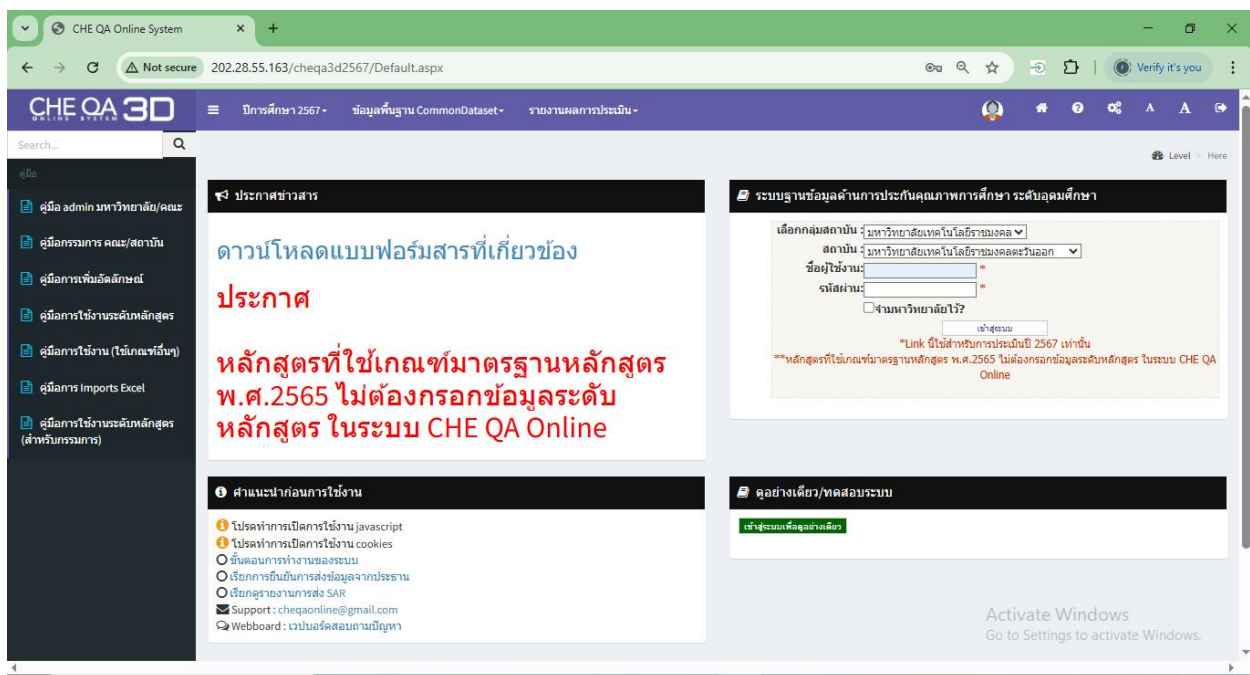 CHE QA Online System
Not secure 202.28.55.163/cheqa3d2567/Default.aspx Verify it's you
CHE QA 3D
ONLINE SYSTEM
ปีการศึกษา 2567 ข้อมูลพื้นฐาน CommonDataset รายงานผลการประเมิน A A
Search...
Level > Here
คู่มือ
คู่มือ admin มหาวิทยาลัย/คณะ
คู่มือกรรมการ คณะ/สถาบัน
คู่มือการเพิ่มอัตลักษณ์
คู่มือการใช้งานระดับหลักสูตร
คู่มือการใช้งาน (ใช้เกณฑ์อื่นๆ)
คู่มือการ Imports Excel
คู่มือการใช้งานระดับหลักสูตร
(สำหรับกรรมการ)
ประกาศข่าวสาร
ดาวน์โหลดแบบฟอร์มสารที่เกี่ยวข้อง
ประกาศ
หลักสูตรที่ใช้เกณฑ์มาตรฐานหลักสูตร
พ.ศ.2565 ไม่ต้องกรอกข้อมูลระดับ
หลักสูตร ในระบบ CHE QA Online
ระบบฐานข้อมูลด้านการประกันคุณภาพการศึกษา ระดับอุดมศึกษา
เลือกกลุ่มสถาบัน : มหาวิทยาลัยเทคโนโลยีราชมงคล
สถาบัน : มหาวิทยาลัยเทคโนโลยีราชมงคลตะวันออก
ชื่อผู้ใช้งาน: *
รหัสผ่าน: *
จำมหาวิทยาลัยไว้?
เข้าสู่ระบบ
*Link นี้ใช้สำหรับการประเมินปี 2567 เท่านั้น
**หลักสูตรที่ใช้เกณฑ์มาตรฐานหลักสูตร พ.ศ.2565 ไม่ต้องกรอกข้อมูลระดับหลักสูตร ในระบบ CHE QA
Online
คำแนะนำก่อนการใช้งาน
โปรดทำการเปิดการใช้งาน javascript
โปรดทำการเปิดการใช้งาน cookies
ขั้นตอนการทำงานของระบบ
เรียกการยืนยันการส่งข้อมูลจากประธาน
เรียกดูรายงานการส่ง SAR
Support : cheqaonline@gmail.com
Webboard : เวปบอร์ดสอบถามปัญหา
ดูอย่างเดียว/ทดสอบระบบ
เข้าสู่ระบบเพื่อดูอย่างเดียว
Activate Windows
Go to Settings to activate Windows.